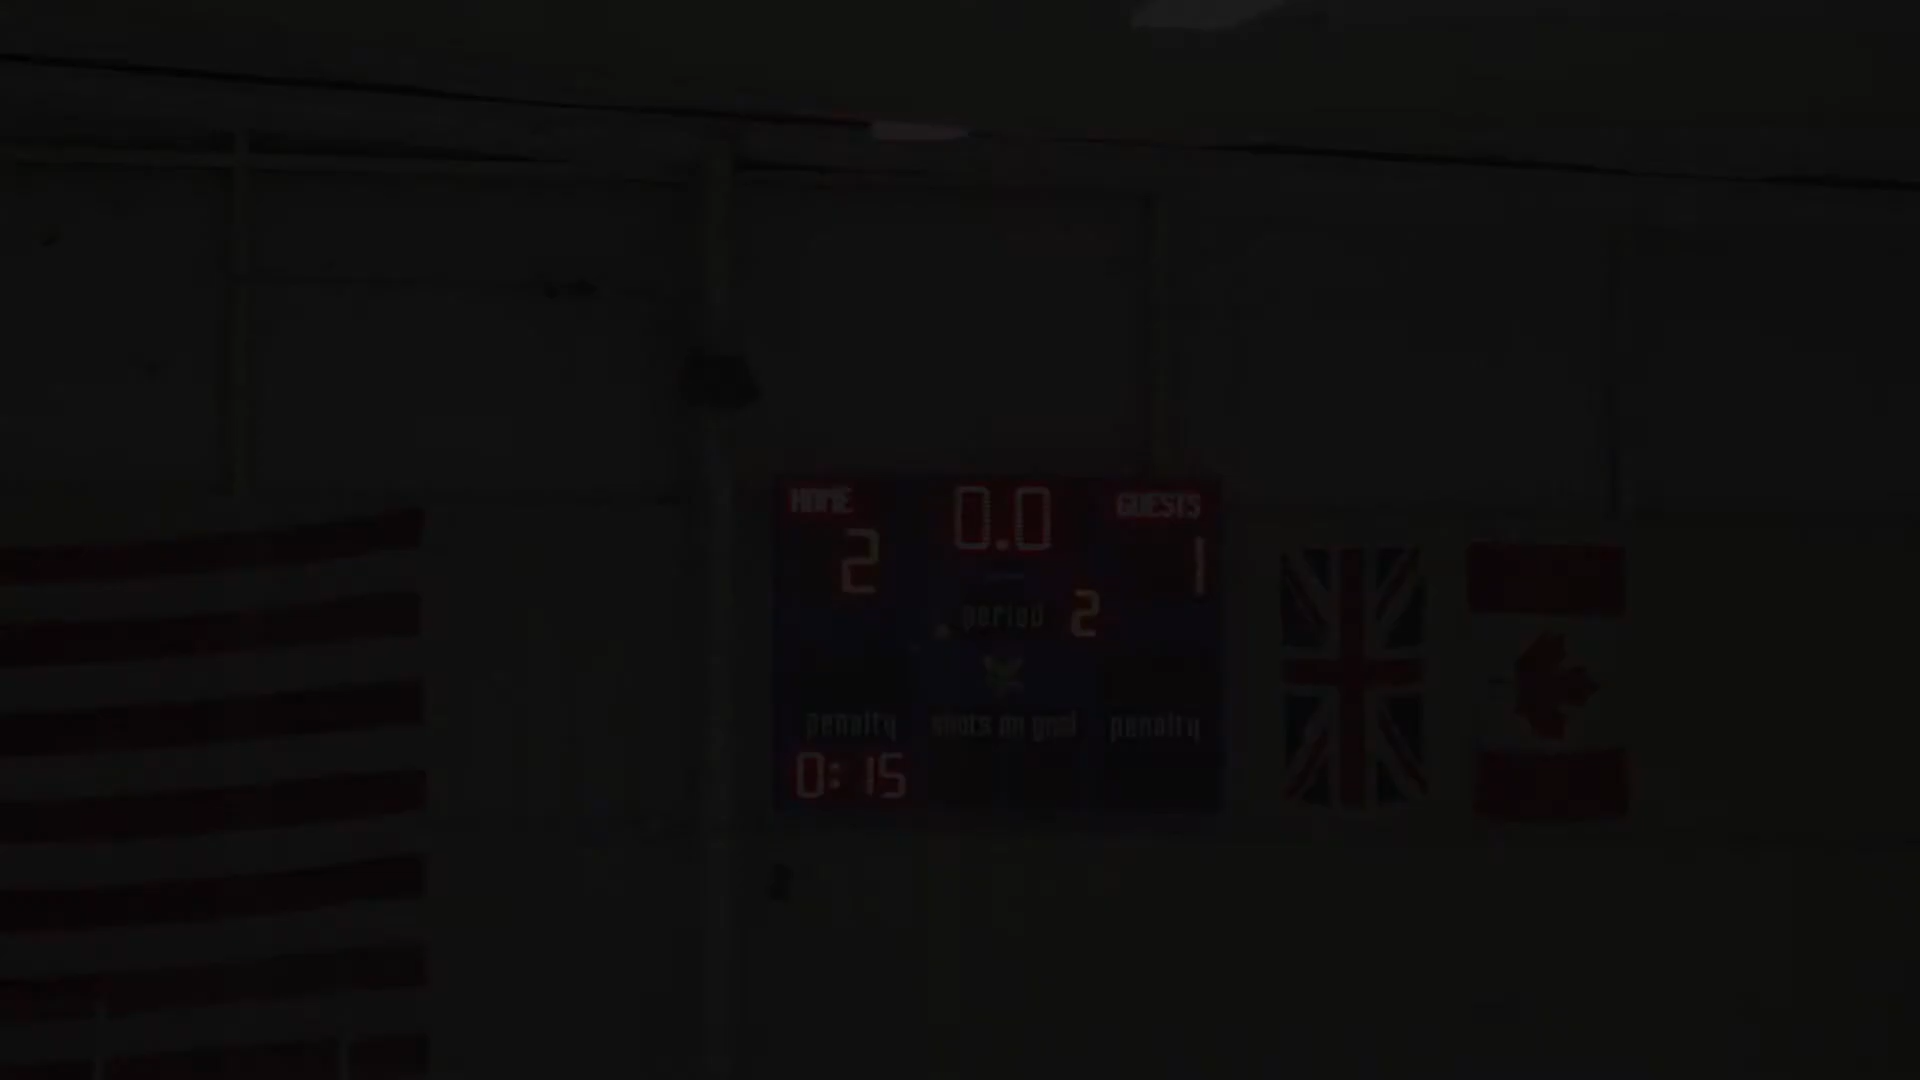 HOME 0.0 GUESTS
2 1
period 2
penalty shots on goal penalty
0:15